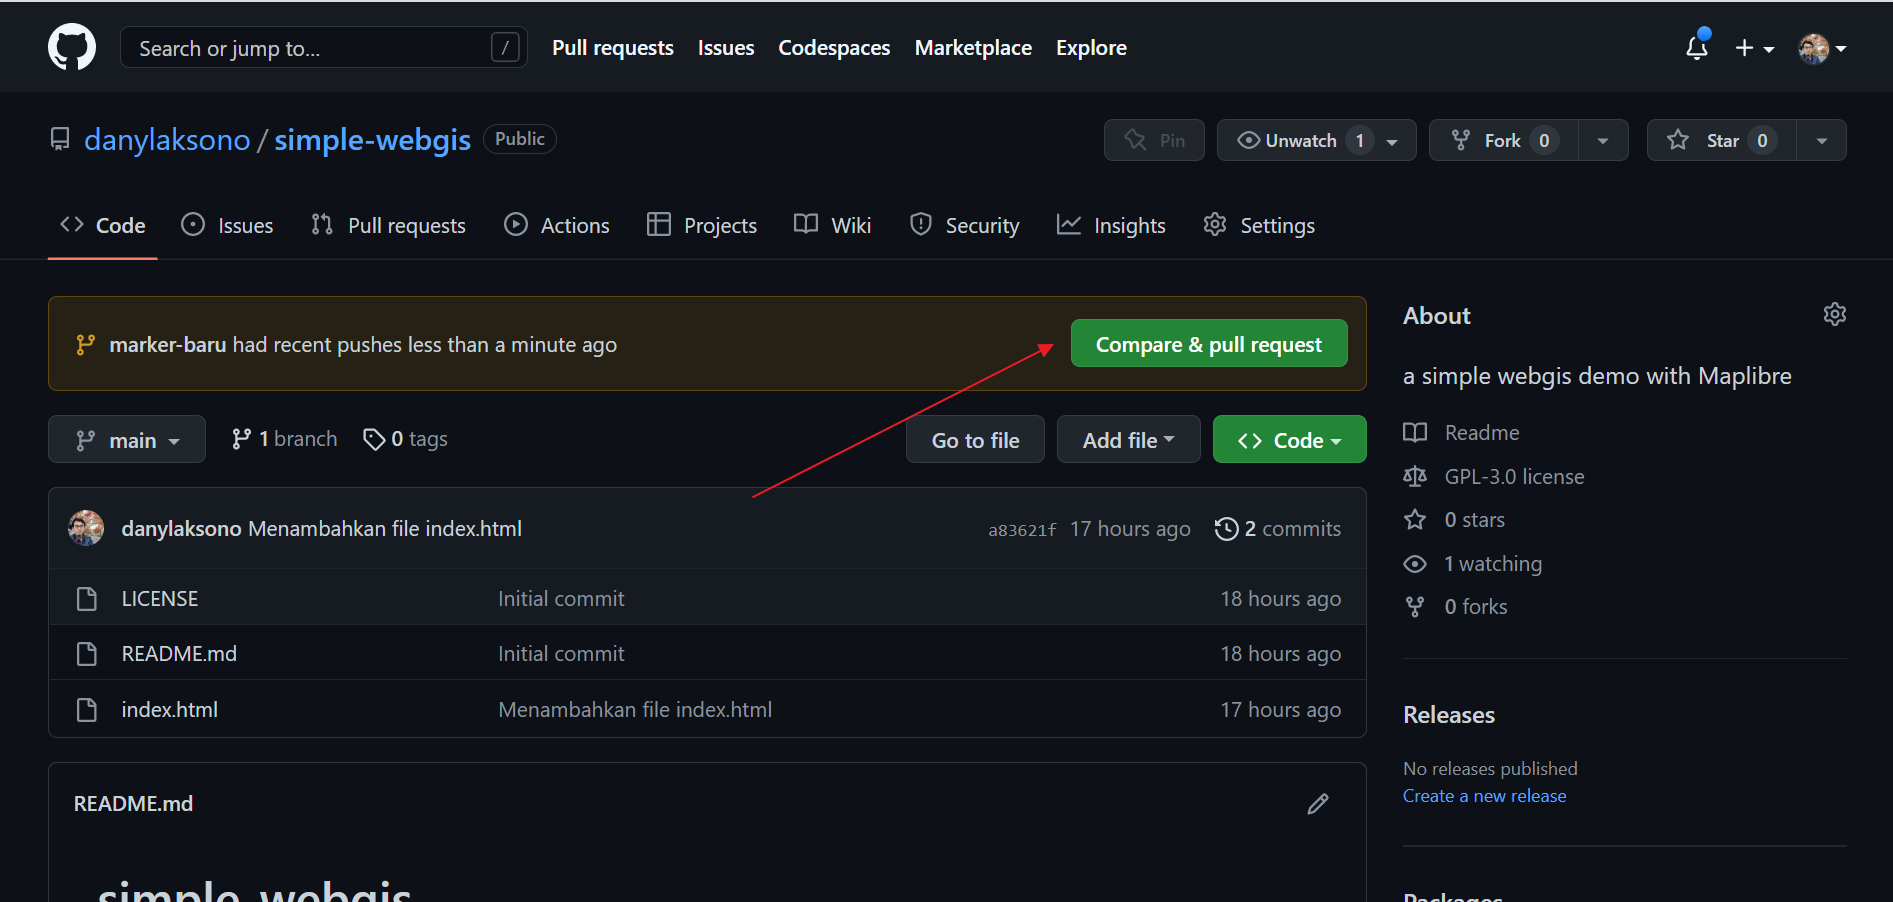 Search or jump to... / Pull requests Issues Codespaces Marketplace Explore
danylaksono / simple-webgis Public Pin Unwatch 1 Fork 0 Star 0
Code Issues Pull requests Actions Projects Wiki Security Insights Settings
marker-baru had recent pushes less than a minute ago Compare & pull request
main 1 branch 0 tags Go to file Add file Code
danylaksono Menambahkan file index.html a83621f 17 hours ago 2 commits
LICENSE Initial commit 18 hours ago
README.md Initial commit 18 hours ago
index.html Menambahkan file index.html 17 hours ago
README.md
simple-webgis
About
a simple webgis demo with Maplibre
Readme
GPL-3.0 license
0 stars
1 watching
0 forks
Releases
No releases published
Create a new release
Packages